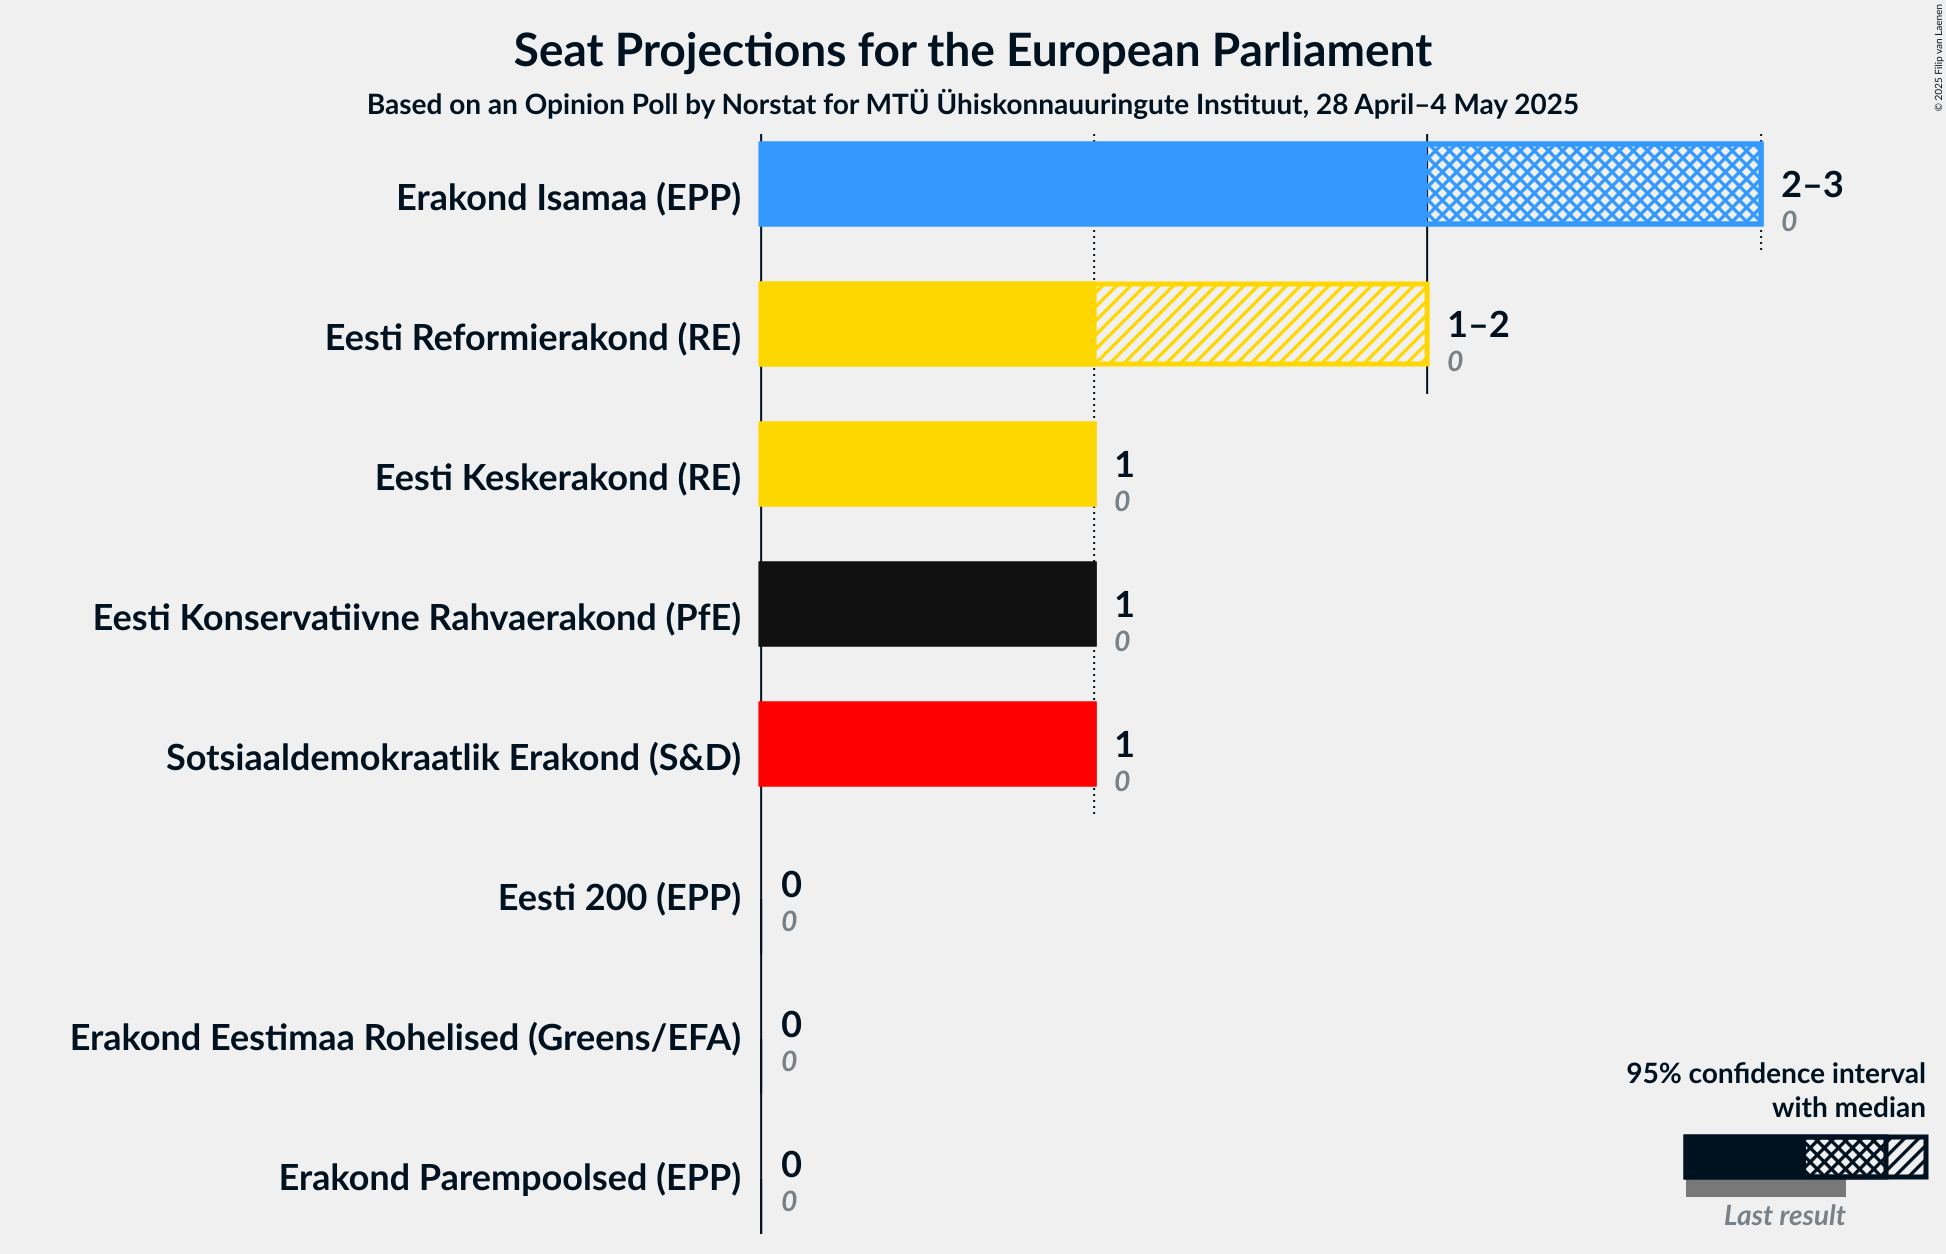 Seat Projections for the European Parliament
Based on an Opinion Poll by Norstat for MTÜ Ühiskonnauuringute Instituut, 28 April–4 May 2025
© 2025 Filip van Laenen
Erakond Isamaa (EPP)
2–3
0
Eesti Reformierakond (RE)
1–2
0
Eesti Keskerakond (RE)
1
0
Eesti Konservatiivne Rahvaerakond (PfE)
1
0
Sotsiaaldemokraatlik Erakond (S&D)
1
0
Eesti 200 (EPP)
0
0
Erakond Eestimaa Rohelised (Greens/EFA)
0
0
Erakond Parempoolsed (EPP)
0
0
95% confidence interval
with median
Last result